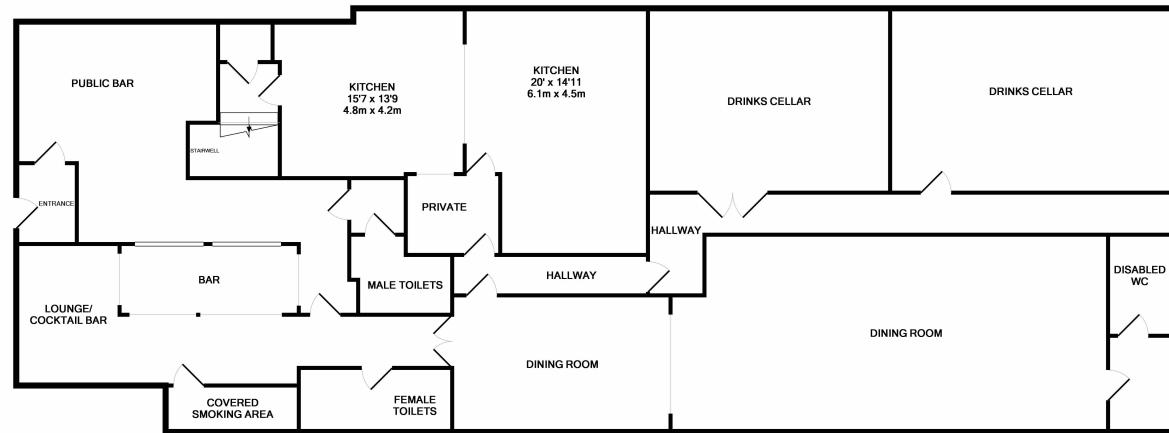 PUBLIC BAR
KITCHEN
15'7 x 13'9
4.8m x 4.2m
KITCHEN
20' x 14'11
6.1m x 4.5m
DRINKS CELLAR
DRINKS CELLAR
STAIRWELL
ENTRANCE
PRIVATE
HALLWAY
HALLWAY
BAR
MALE TOILETS
LOUNGE/
COCKTAIL BAR
DISABLED
WC
DINING ROOM
DINING ROOM
COVERED
SMOKING AREA
FEMALE
TOILETS